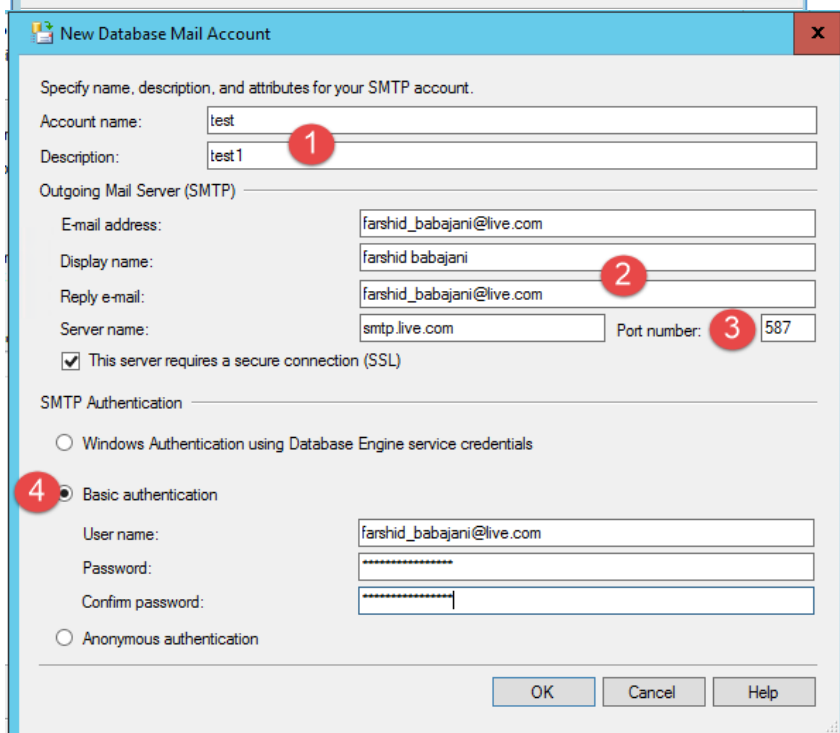 New Database Mail Account x
Specify name, description, and attributes for your SMTP account.
Account name: test
1
Description: test1
Outgoing Mail Server (SMTP)
E-mail address: farshid_babajani@live.com
Display name: farshid babajani
2
Reply e-mail: farshid_babajani@live.com
Server name: smtp.live.com Port number: 3 587
This server requires a secure connection (SSL)
SMTP Authentication
Windows Authentication using Database Engine service credentials
4 Basic authentication
User name: farshid_babajani@live.com
Password: ****************
Confirm password: ****************
Anonymous authentication
OK Cancel Help